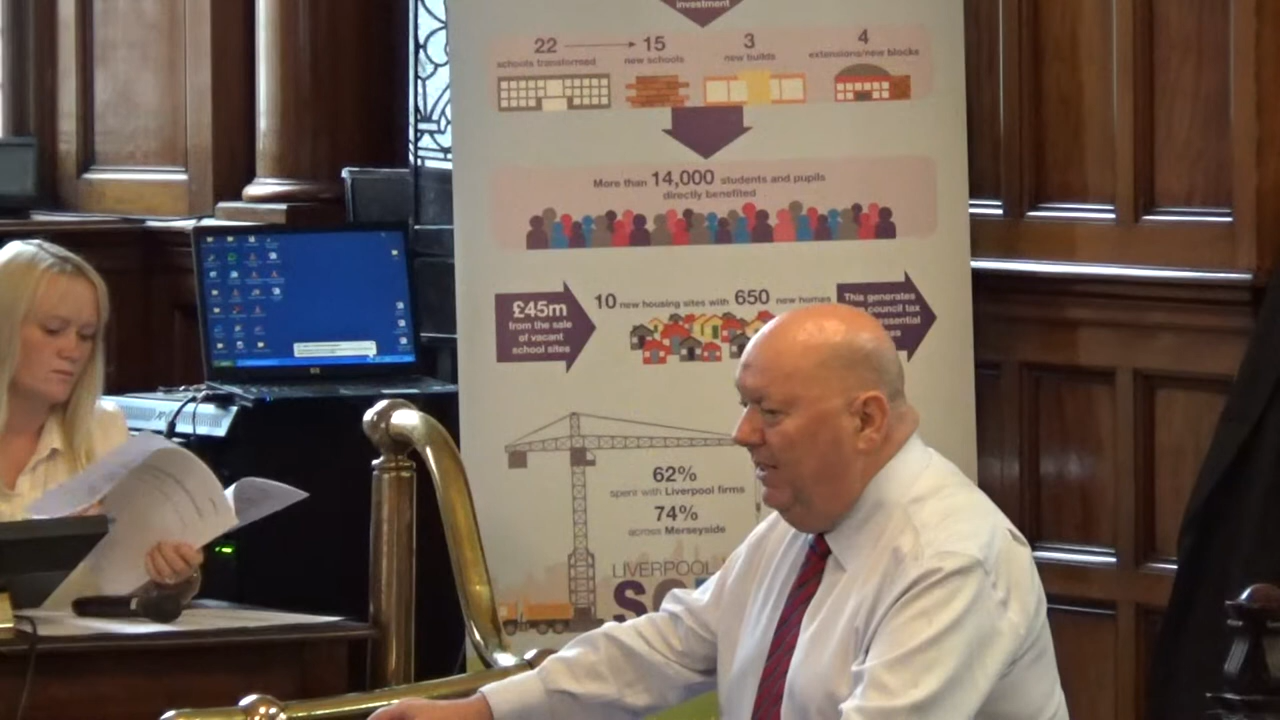 investment
22 15 3 4
schools transformed new schools new builds extensions/new blocks
More than 14,000 students and pupils
directly benefited
£45m
from the sale
of vacant
school sites
10 new housing sites with 650 new homes
This generates
council tax
essential
62%
spent with Liverpool firms
74%
across Merseyside
LIVERPOOL